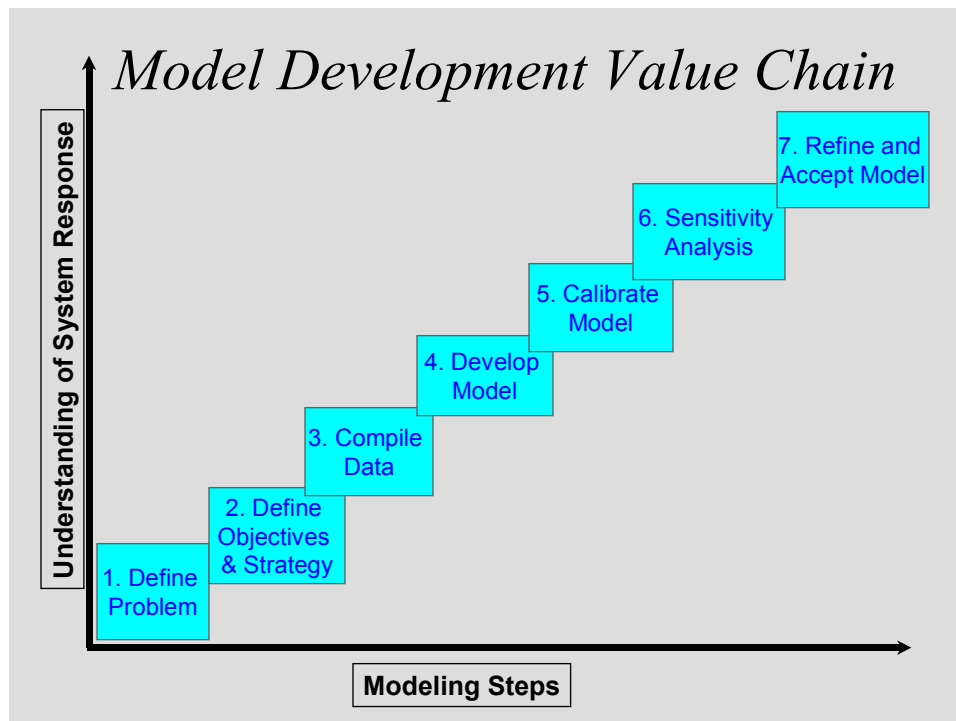 Model Development Value Chain
Understanding of System Response
7. Refine and
Accept Model
6. Sensitivity
Analysis
5. Calibrate
Model
4. Develop
Model
3. Compile
Data
2. Define
Objectives
& Strategy
1. Define
Problem
Modeling Steps